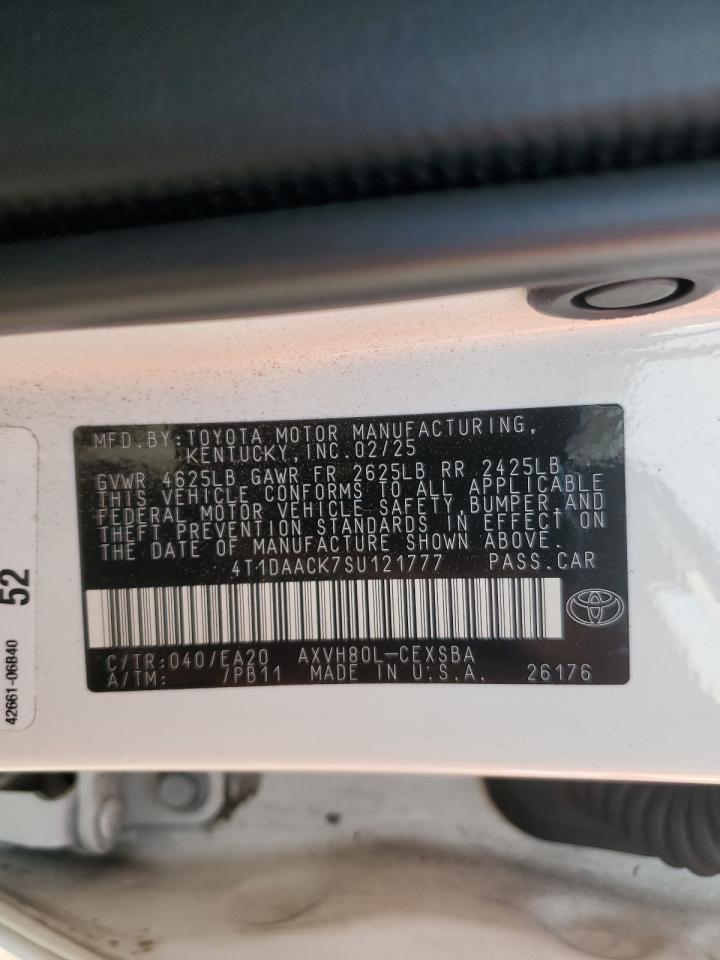 MFD.BY:TOYOTA MOTOR MANUFACTURING,
KENTUCKY,INC.02/25
GVWR 4625LB GAWR FR 2625LB RR 2425LB
THIS VEHICLE CONFORMS TO ALL APPLICABLE
FEDERAL MOTOR VEHICLE SAFETY,BUMPER,AND
THEFT PREVENTION STANDARDS IN EFFECT ON
THE DATE OF MANUFACTURE SHOWN ABOVE.
4T1DAACK7SU121777 PASS.CAR
C/TR:040/EA20 AXVH80L-CEXSBA
A/TM: 7PB11 MADE IN U.S.A. 26176
52
42661-06B40